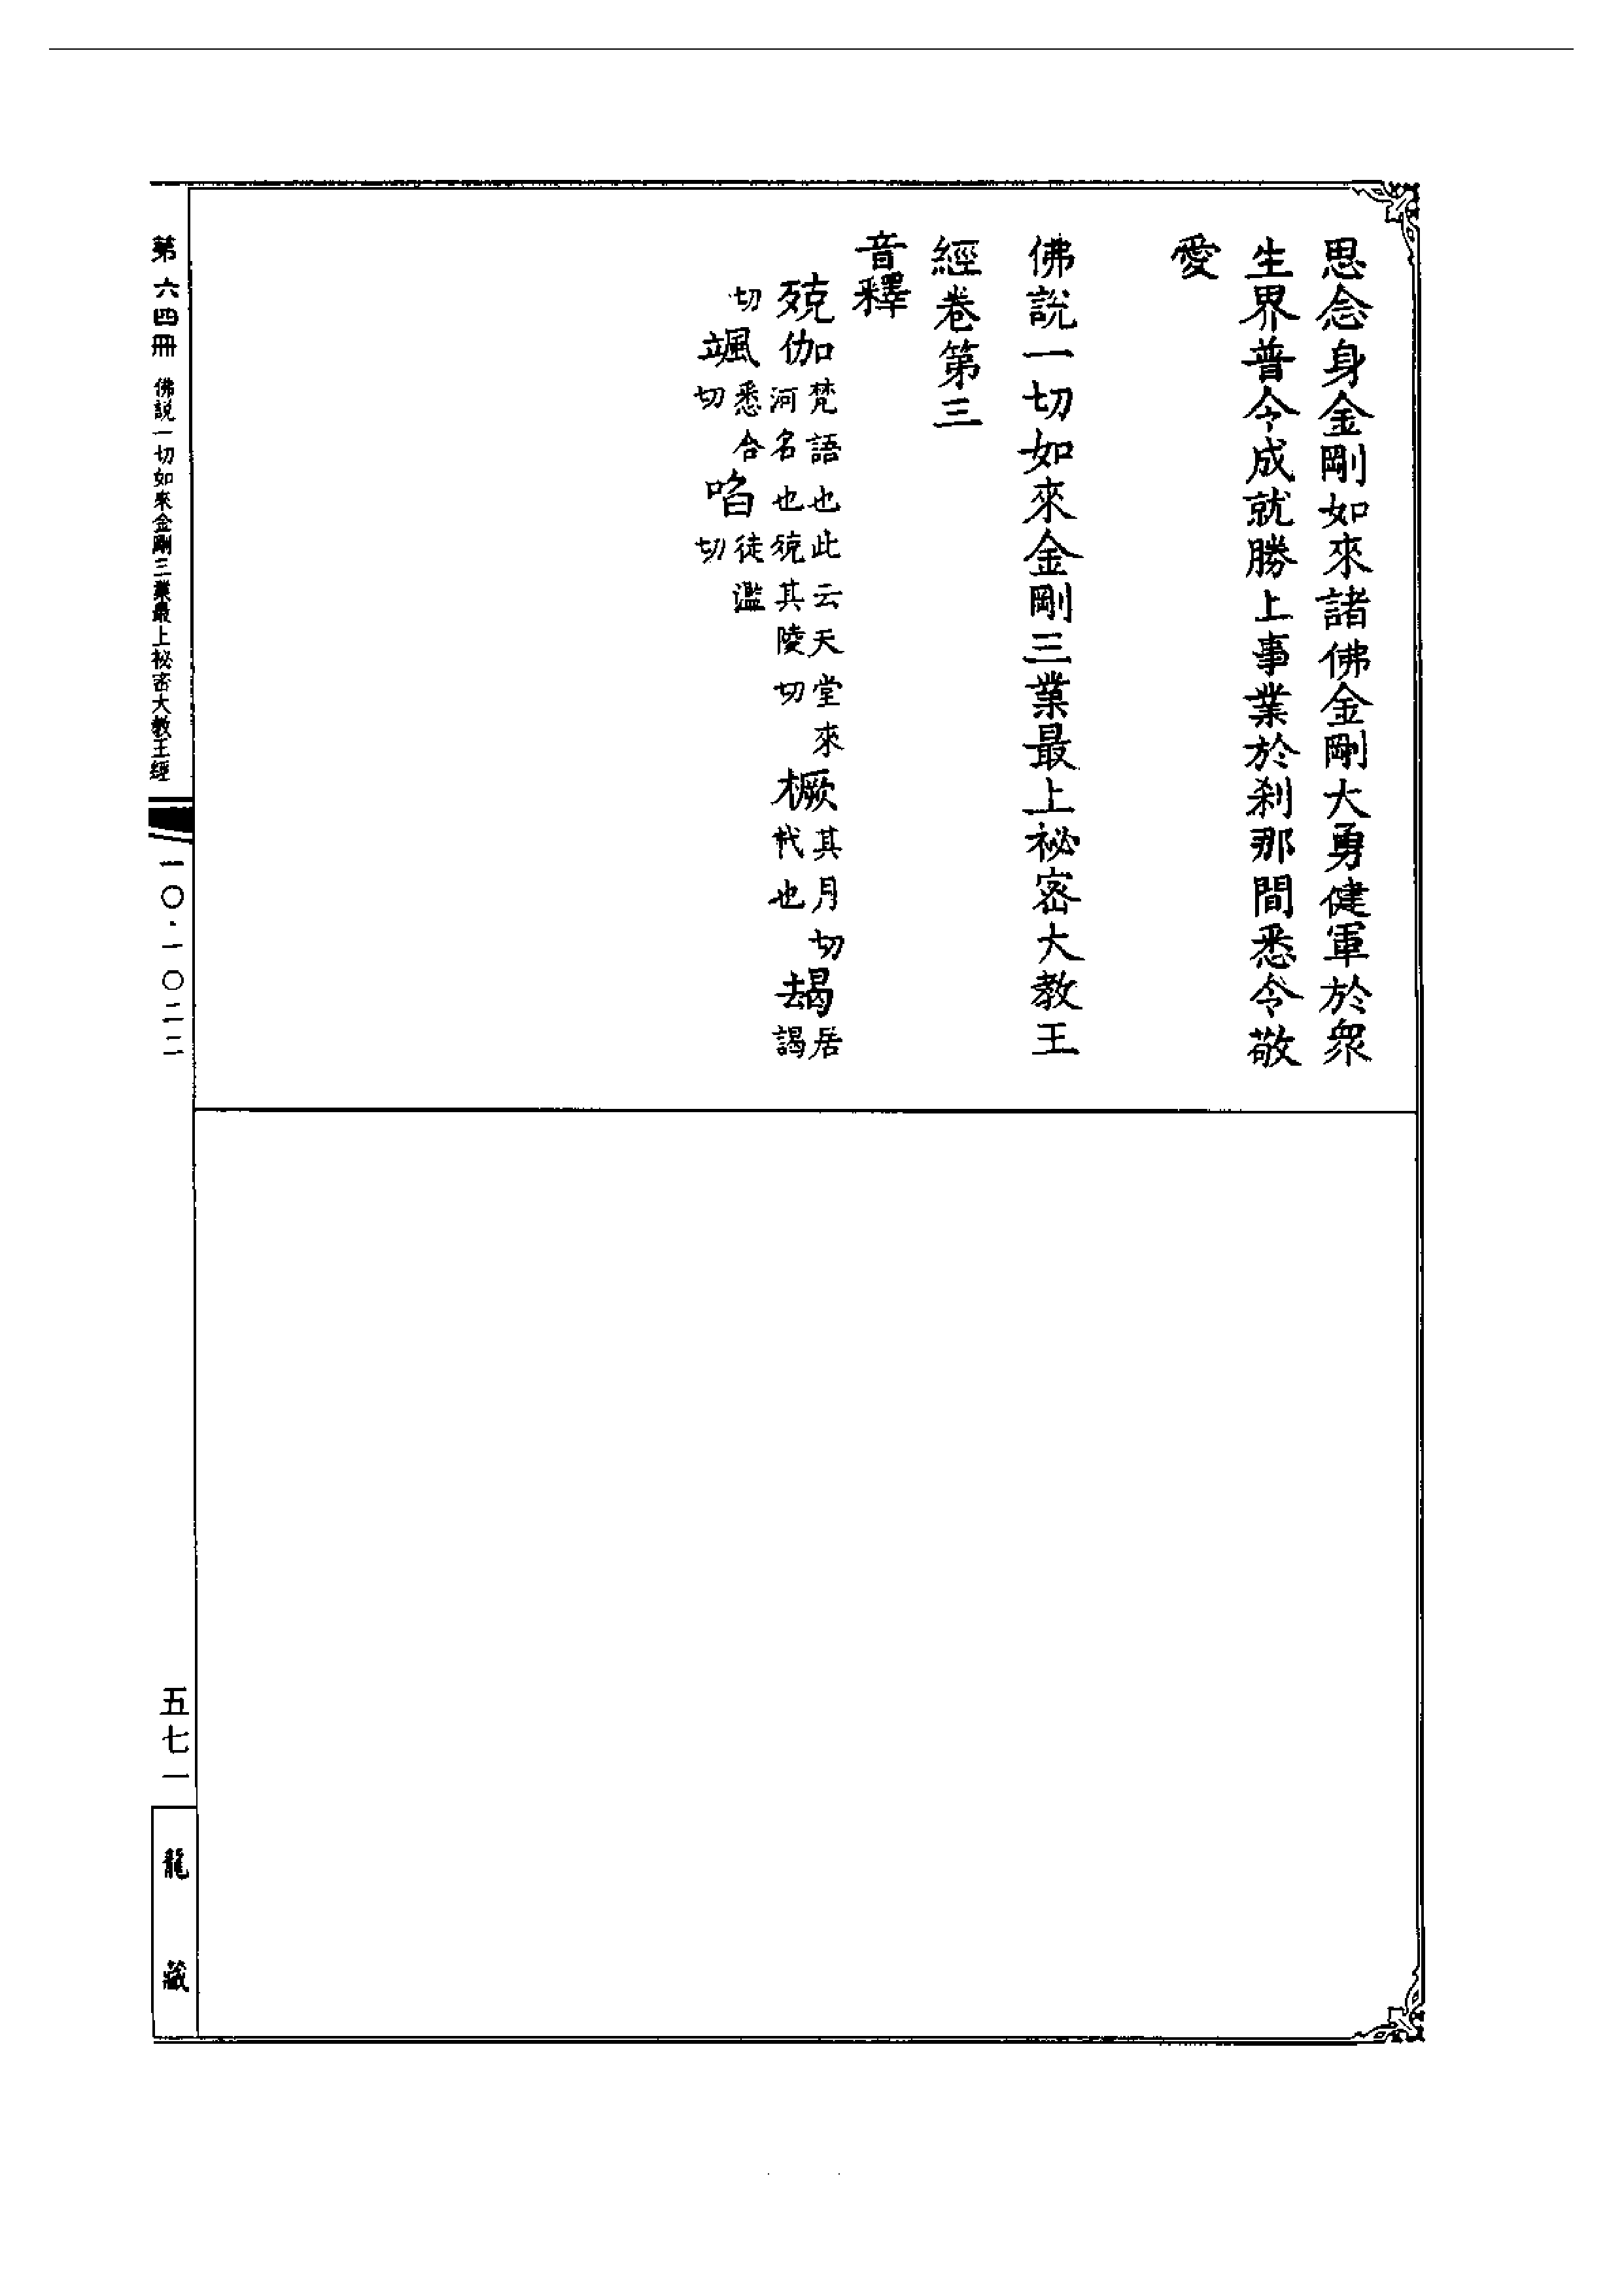 思念身金剛如來諸佛金剛大勇健軍於衆
生界普令成就勝上事業於刹那間悉令敬
愛
佛說一切如來金剛三業最上祕密大教王
經卷第三
音釋
殑伽梵語也此云天堂來河名也殑其陵切橛其月切杙也朅居謁
切颯悉合切啗徒濫切
第六四冊 佛説一切如來金剛三業最上祕密大教王經
一〇·一〇二二
五七一
龍藏